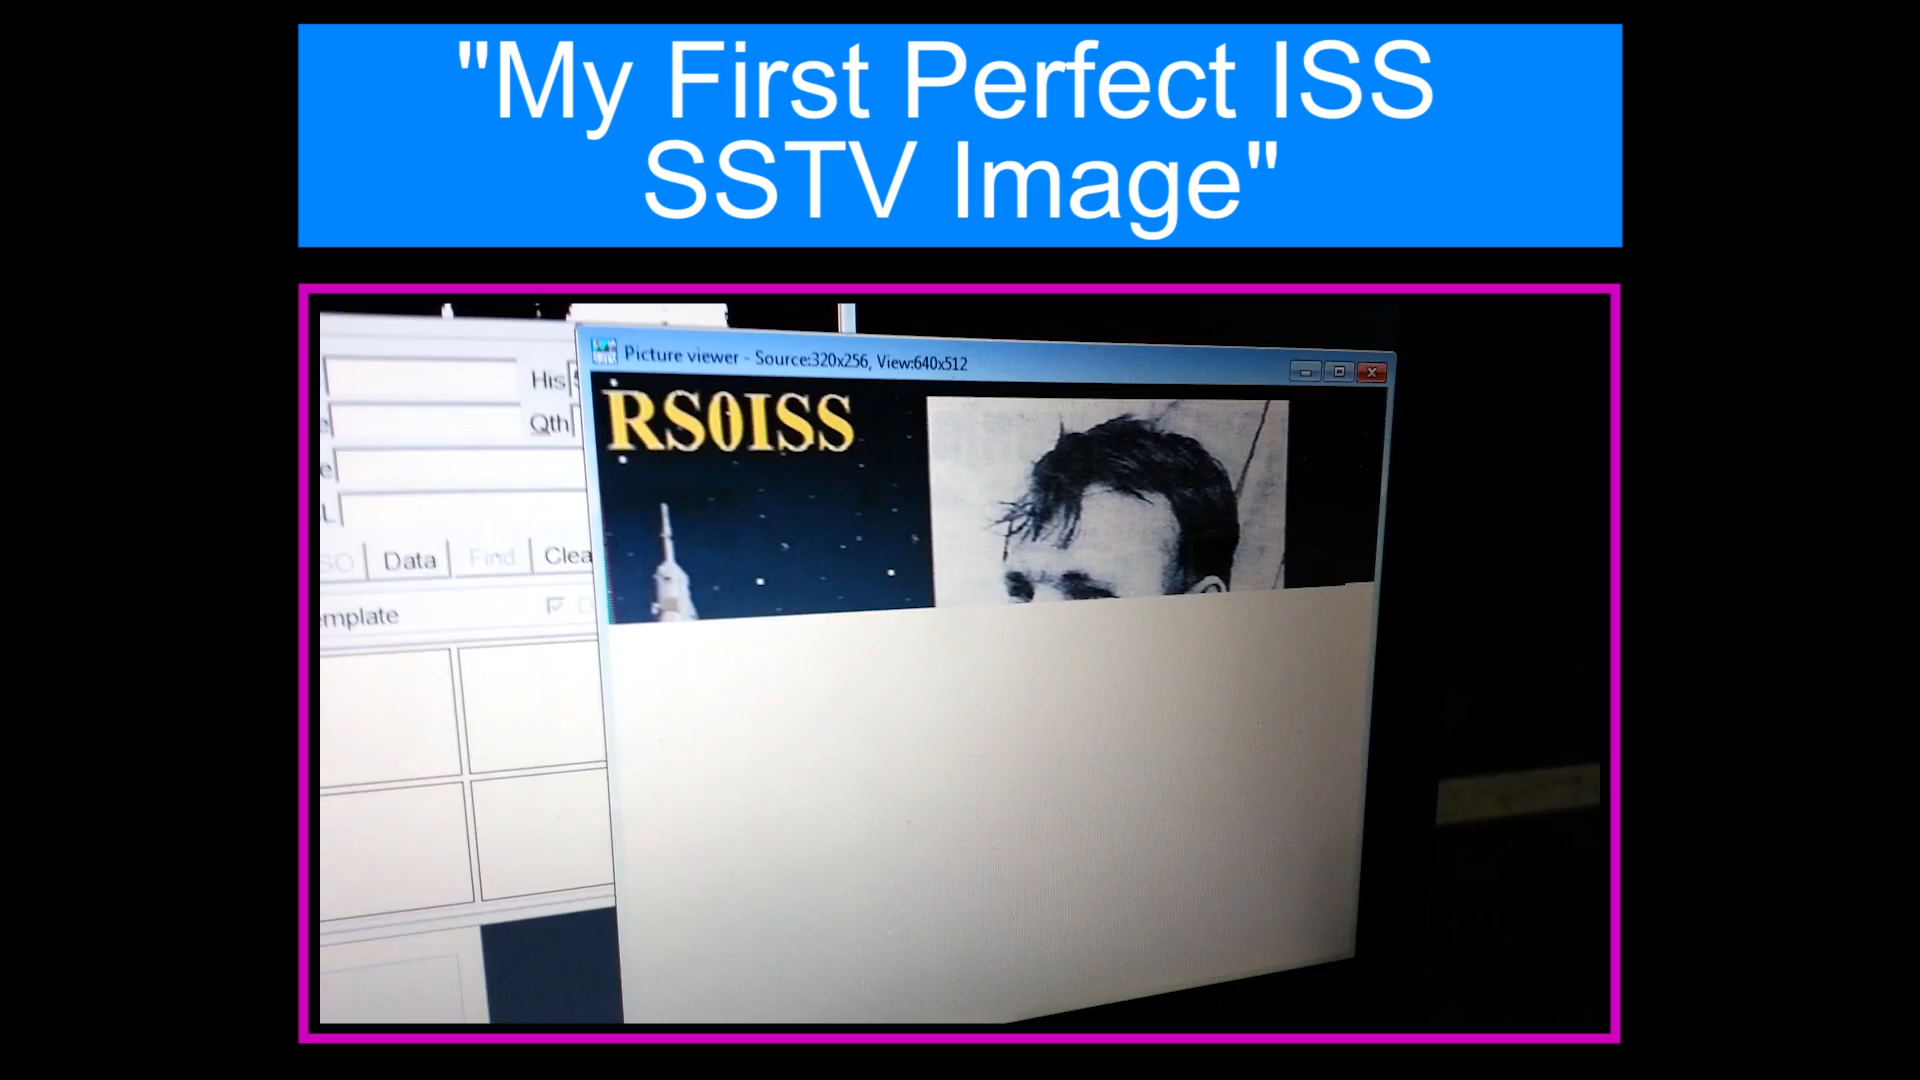 "My First Perfect ISS
SSTV Image"
Picture viewer - Source:320x256, View:640x512
His
Qth
RS0ISS
L
Data
Find
Clea
mplate